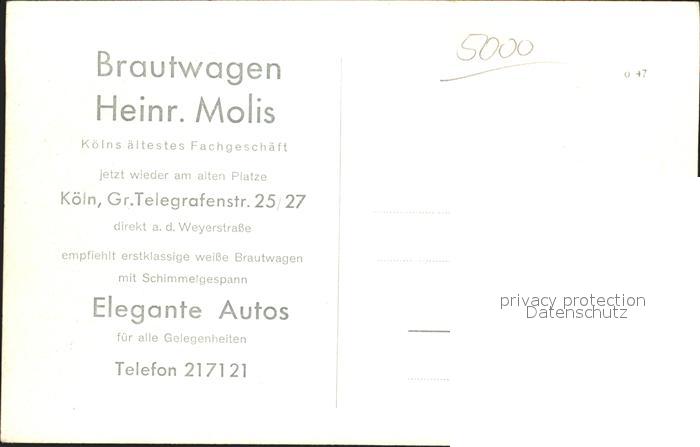 Brautwagen
Heinr. Molis
Kölns ältestes Fachgeschäft
jetzt wieder am alten Platze
Köln, Gr.Telegrafenstr. 25/27
direkt a. d. Weyerstraße
empfiehlt erstklassige weiße Brautwagen
mit Schimmelgespann
Elegante Autos
für alle Gelegenheiten
Telefon 217121
5000
o 47
privacy protection
Datenschutz